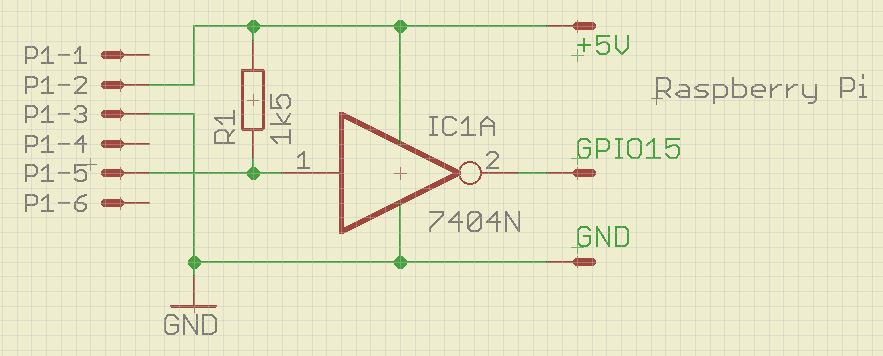 P1-1
P1-2
P1-3
P1-4
P1-5
P1-6
R1
1k5
1
IC1A
2
7404N
+5V
Raspberry Pi
GPIO15
GND
GND